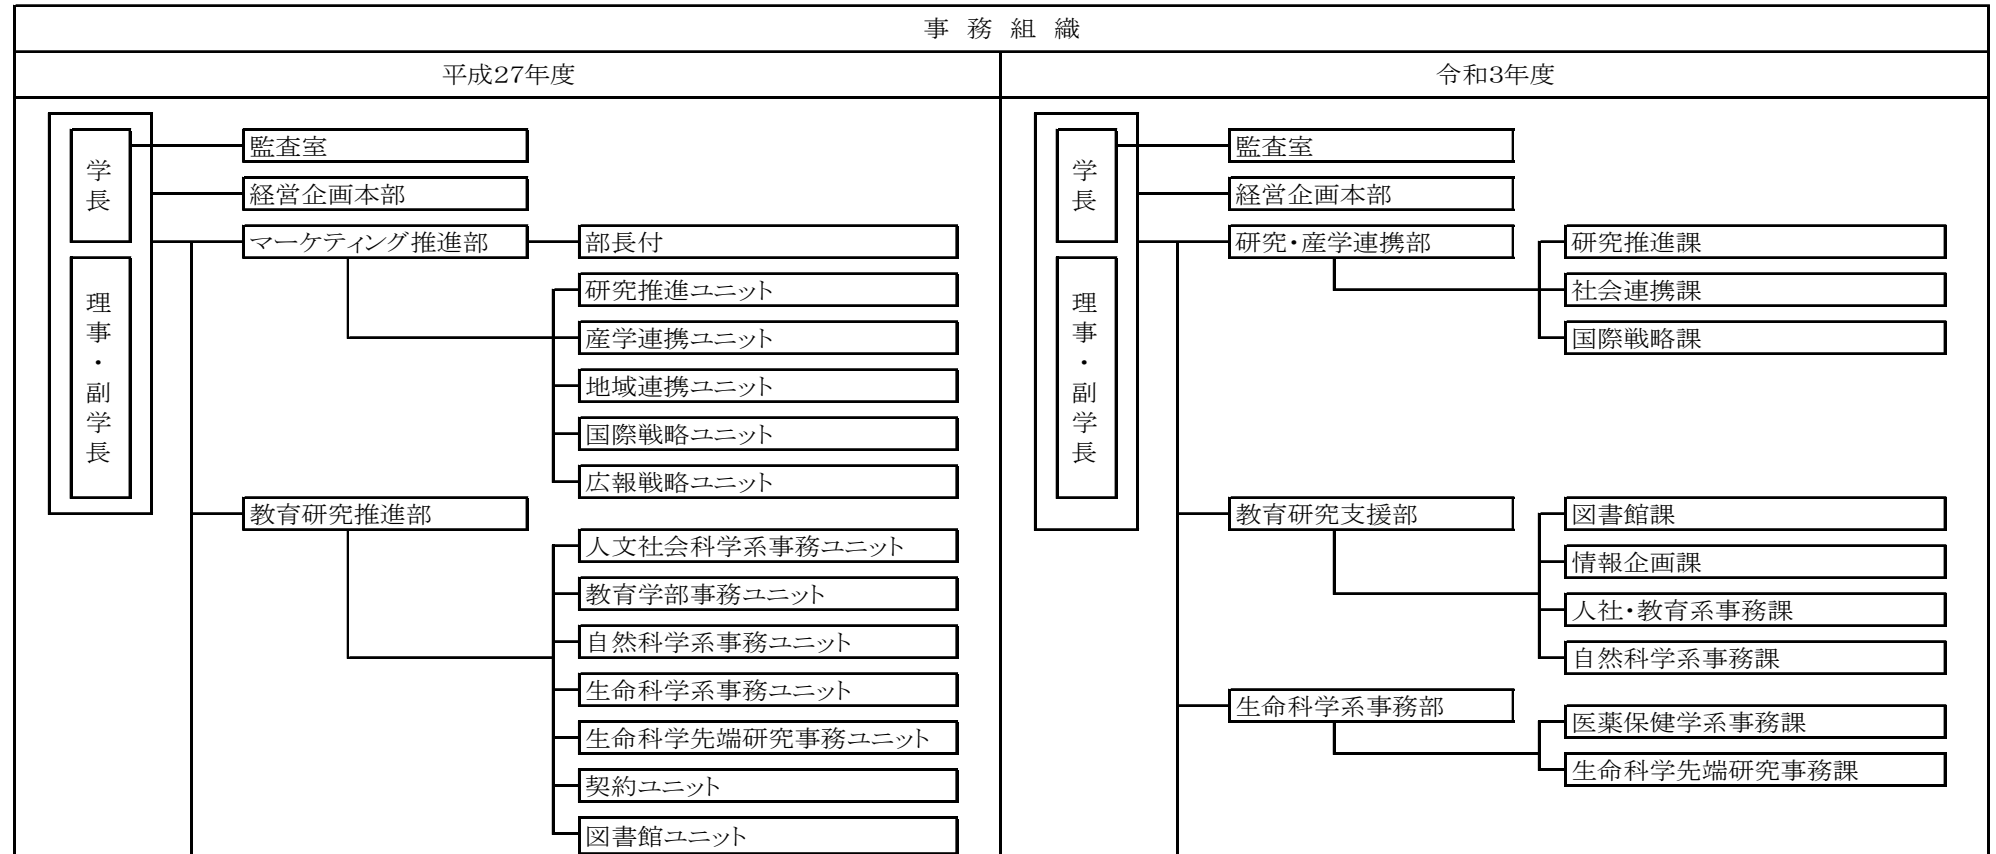 事務組織
平成27年度
令和3年度
学長
理事・副学長
監査室
経営企画本部
マーケティング推進部
部長付
研究推進ユニット
産学連携ユニット
地域連携ユニット
国際戦略ユニット
広報戦略ユニット
教育研究推進部
人文社会科学系事務ユニット
教育学部事務ユニット
自然科学系事務ユニット
生命科学系事務ユニット
生命科学先端研究事務ユニット
契約ユニット
図書館ユニット
学長
理事・副学長
監査室
経営企画本部
研究・産学連携部
研究推進課
社会連携課
国際戦略課
教育研究支援部
図書館課
情報企画課
人社・教育系事務課
自然科学系事務課
生命科学系事務部
医薬保健学系事務課
生命科学先端研究事務課